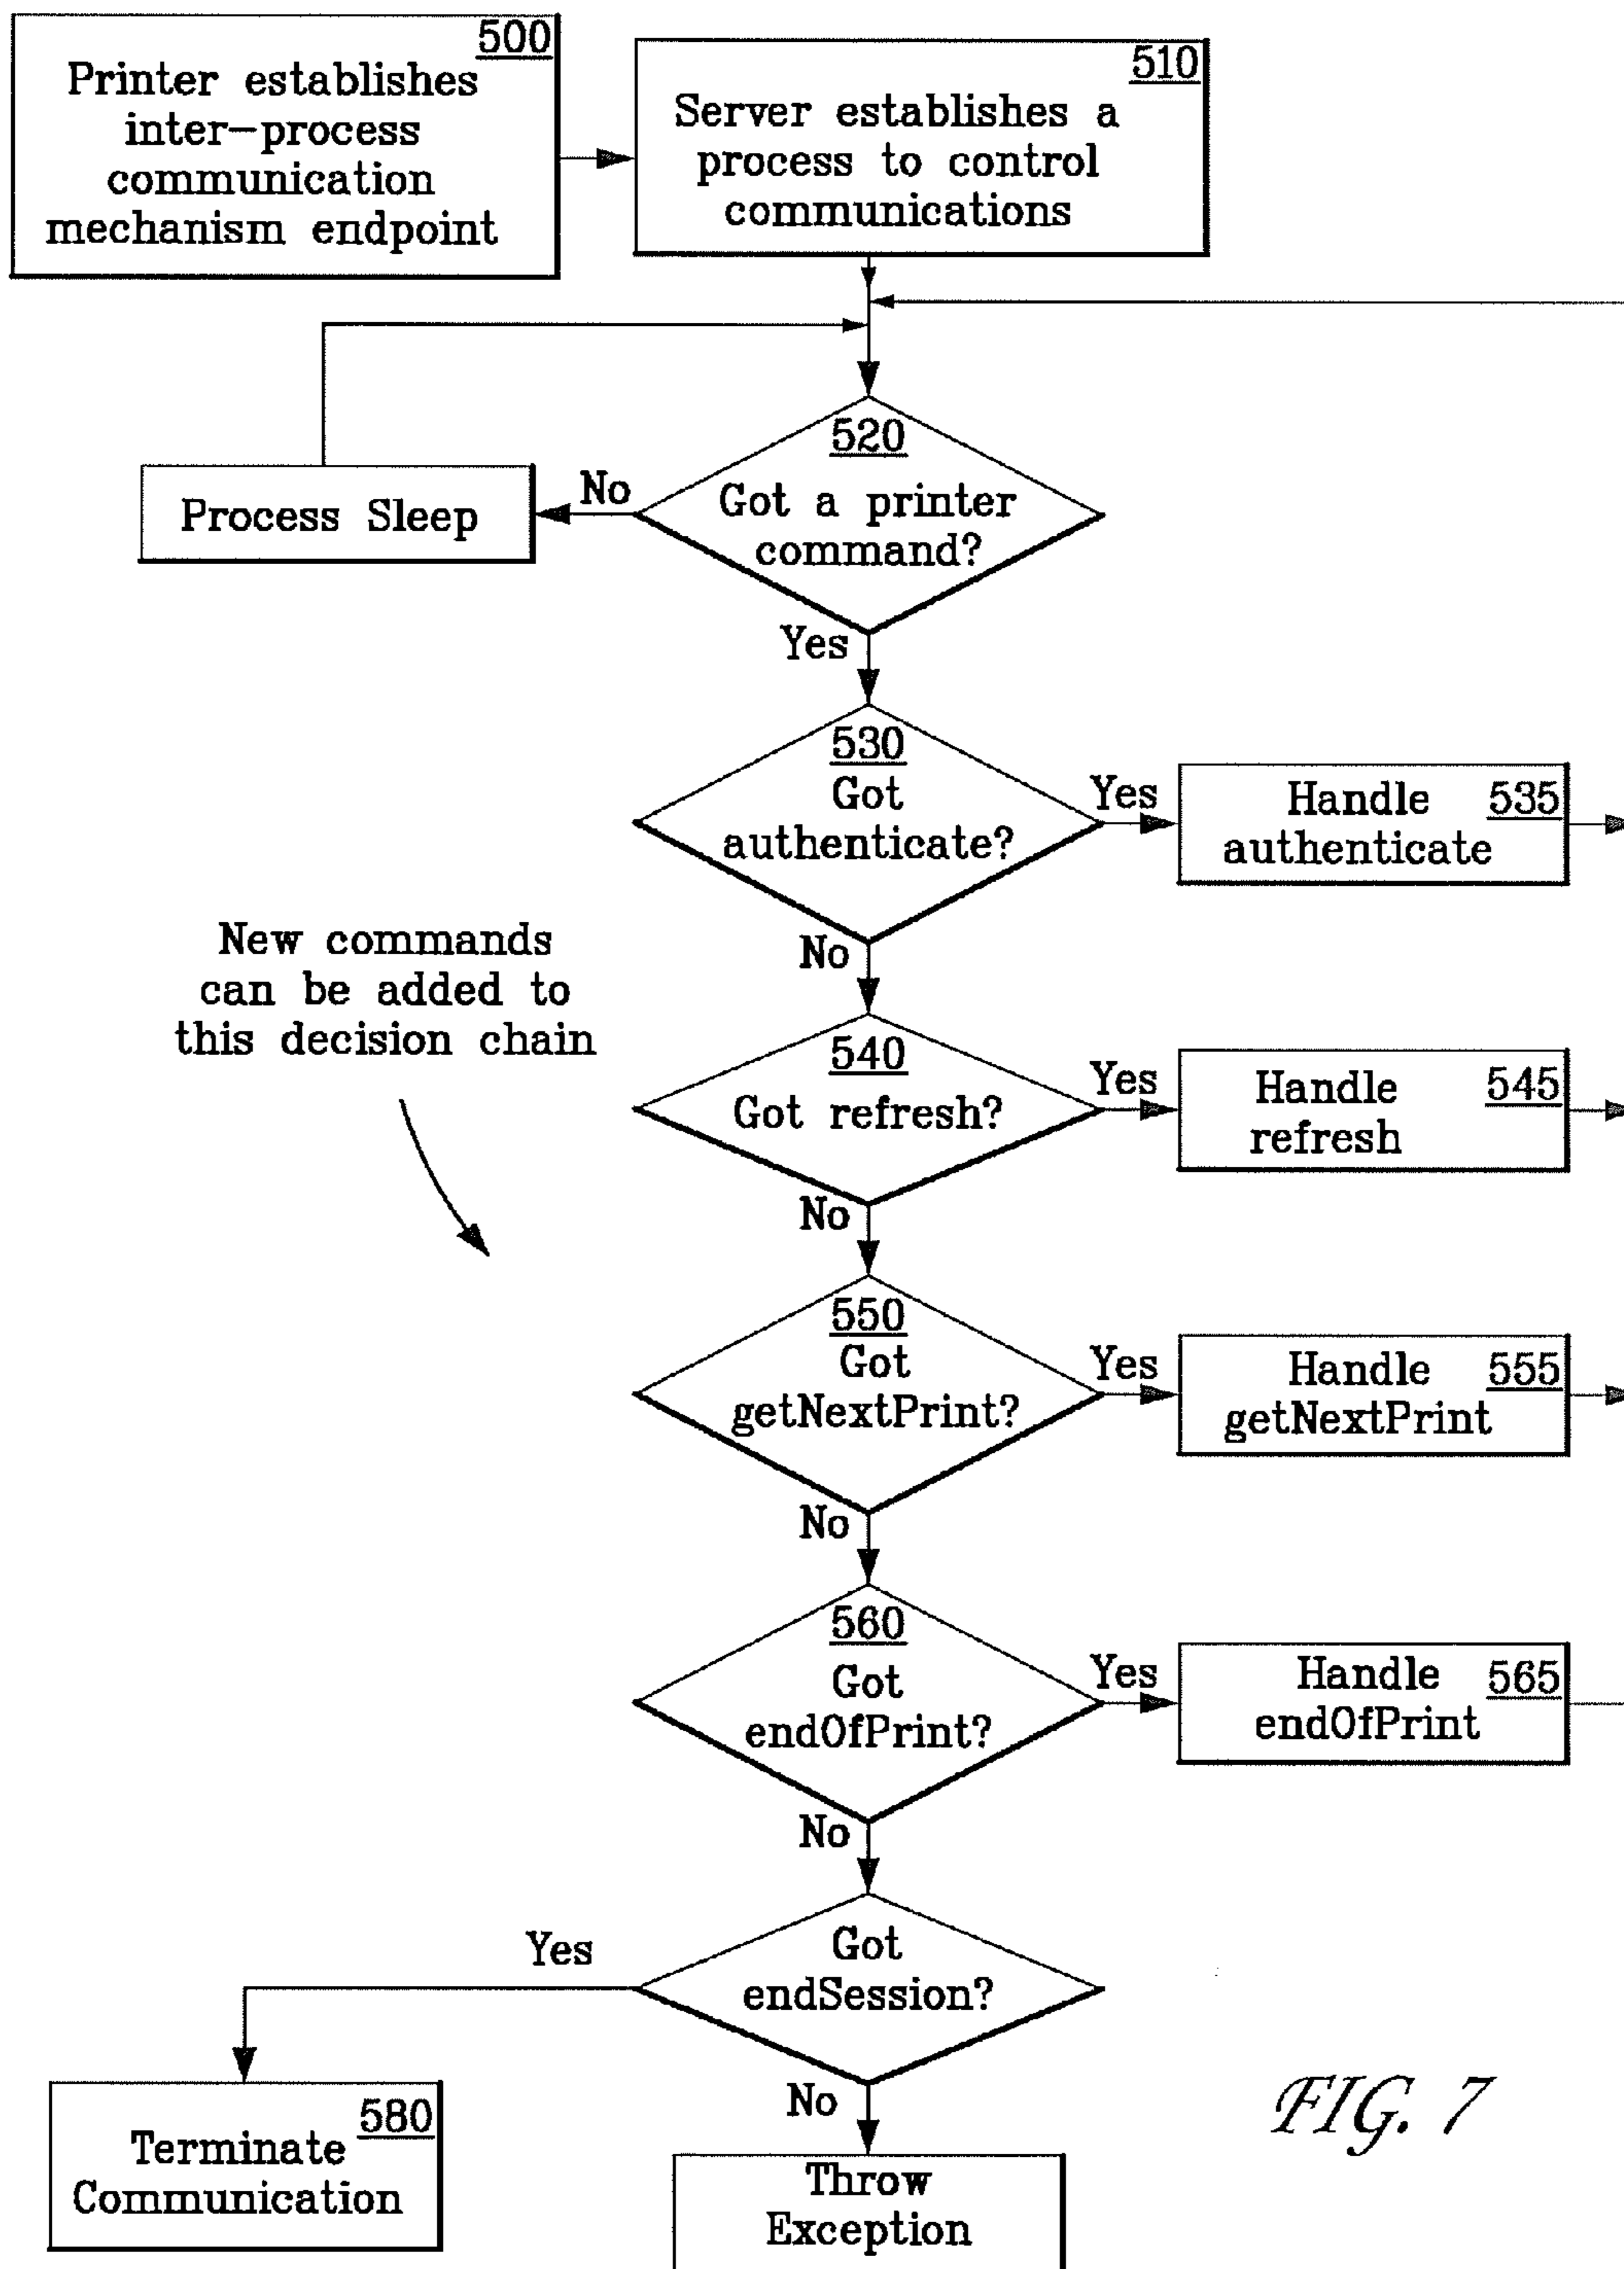 500
Printer establishes
inter-process
communication
mechanism endpoint
510
Server establishes a
process to control
communications
520
Got a printer
command?
No
Process Sleep
Yes
530
Got
authenticate?
Yes
Handle 535
authenticate
No
New commands
can be added to
this decision chain
540
Got refresh?
Yes
Handle 545
refresh
No
550
Got
getNextPrint?
Yes
Handle 555
getNextPrint
No
560
Got
endOfPrint?
Yes
Handle 565
endOfPrint
No
Got
endSession?
Yes
580
Terminate
Communication
No
Throw
Exception
FIG. 7